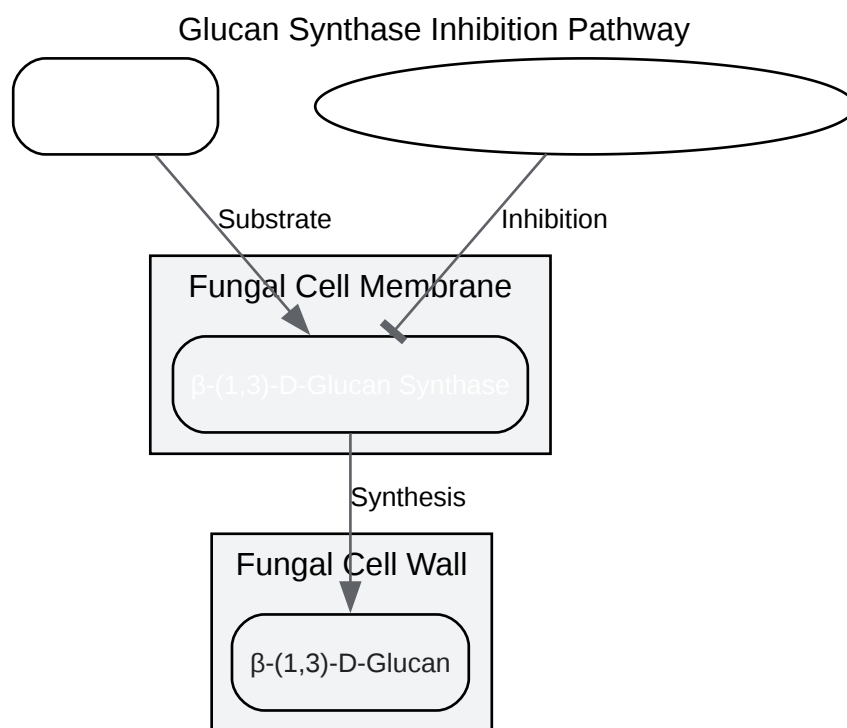 Glucan Synthase Inhibition Pathway
Substrate
Inhibition
Fungal Cell Membrane
β-(1,3)-D-Glucan Synthase
Synthesis
Fungal Cell Wall
β-(1,3)-D-Glucan